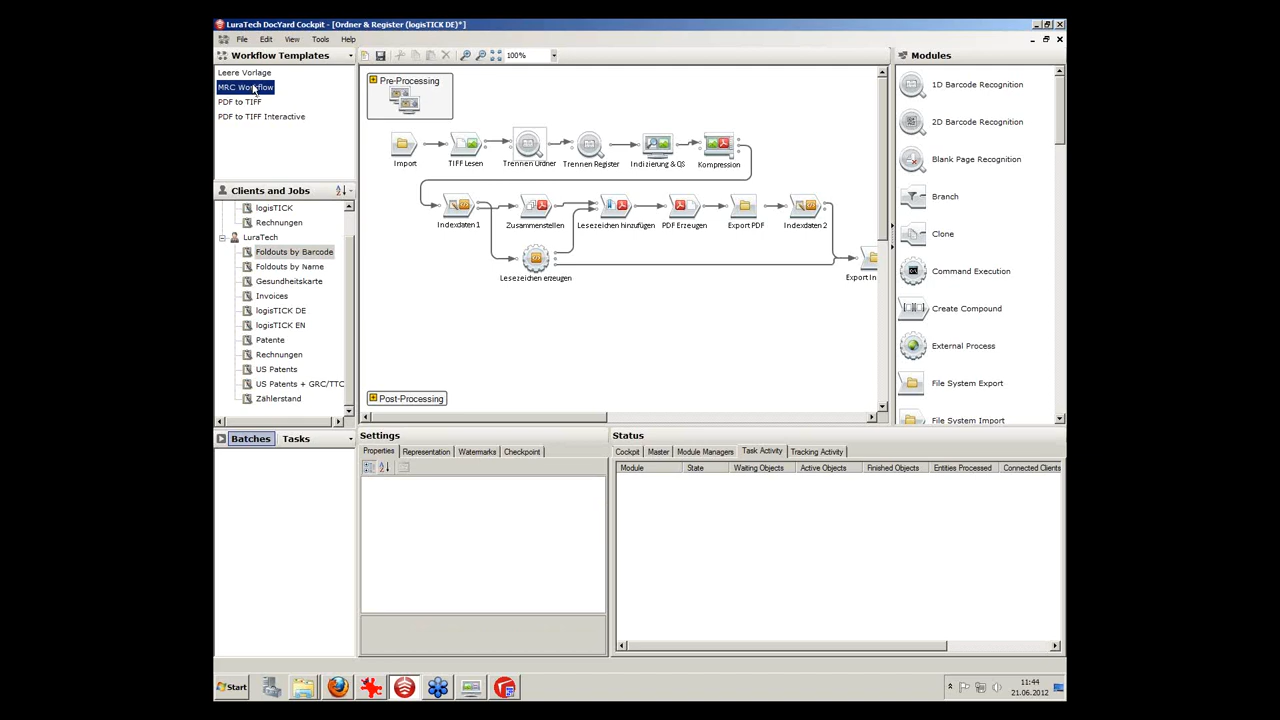 LuraTech DocYard Cockpit - [Ordner & Register (logisTICK DE)*]
File Edit View Tools Help
Workflow Templates
100%
Modules
Leere Vorlage
MRC Workflow
PDF to TIFF
PDF to TIFF Interactive
Pre-Processing
Import
TIFF Lesen
Trennen Ordner
Trennen Register
Indizierung & QS
Kompression
Indexdaten 1
Zusammenstellen
Lesezeichen hinzufügen
PDF Erzeugen
Export PDF
Indexdaten 2
Lesezeichen erzeugen
Export In
Post-Processing
1D Barcode Recognition
2D Barcode Recognition
Blank Page Recognition
Branch
Clone
Command Execution
Create Compound
External Process
File System Export
File System Import
Clients and Jobs
logisTICK
Rechnungen
LuraTech
Foldouts by Barcode
Foldouts by Name
Gesundheitskarte
Invoices
logisTICK DE
logisTICK EN
Patente
Rechnungen
US Patents
US Patents + GRC/TTC
Zählerstand
Batches Tasks
Settings
Properties Representation Watermarks Checkpoint
Status
Cockpit Master Module Managers Task Activity Tracking Activity
Module State Waiting Objects Active Objects Finished Objects Entities Processed Connected Clients
Start
11:44
21.06.2012